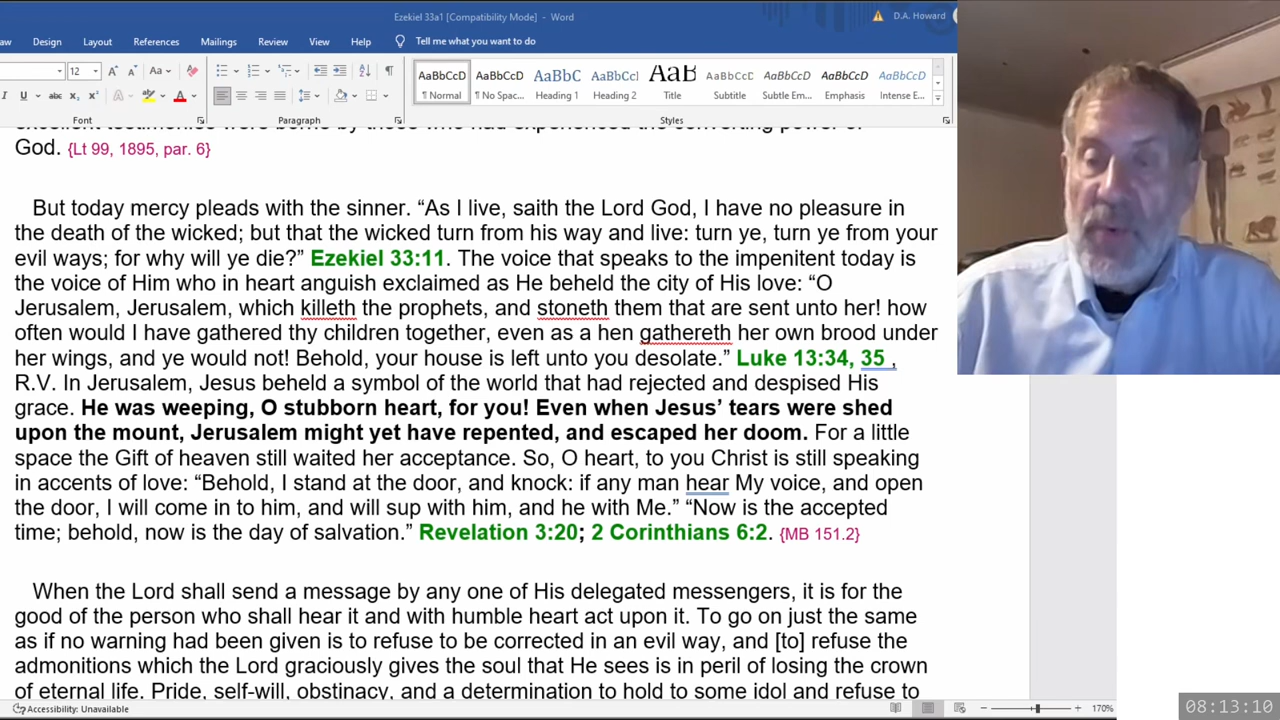 Ezekiel 33a1 [Compatibility Mode] - Word
D.A. Howard
aw Design Layout References Mailings Review View Help Tell me what you want to do
12
Aa
AaBbCcD AaBbCcD AaBbC AaBbCcI AaB AaBbCcD AaBbCcD AaBbCcD AaBbCcD
¶ Normal ¶ No Spac... Heading 1 Heading 2 Title Subtitle Subtle Em... Emphasis Intense E...
Font Paragraph Styles
excellent testimonies were borne by those who had experienced the converting power of
God. {Lt 99, 1895, par. 6}
But today mercy pleads with the sinner. “As I live, saith the Lord God, I have no pleasure in
the death of the wicked; but that the wicked turn from his way and live: turn ye, turn ye from your
evil ways; for why will ye die?” Ezekiel 33:11. The voice that speaks to the impenitent today is
the voice of Him who in heart anguish exclaimed as He beheld the city of His love: “O
Jerusalem, Jerusalem, which killeth the prophets, and stoneth them that are sent unto her! how
often would I have gathered thy children together, even as a hen gathereth her own brood under
her wings, and ye would not! Behold, your house is left unto you desolate.” Luke 13:34, 35 ,
R.V. In Jerusalem, Jesus beheld a symbol of the world that had rejected and despised His
grace. He was weeping, O stubborn heart, for you! Even when Jesus’ tears were shed
upon the mount, Jerusalem might yet have repented, and escaped her doom. For a little
space the Gift of heaven still waited her acceptance. So, O heart, to you Christ is still speaking
in accents of love: “Behold, I stand at the door, and knock: if any man hear My voice, and open
the door, I will come in to him, and will sup with him, and he with Me.” “Now is the accepted
time; behold, now is the day of salvation.” Revelation 3:20; 2 Corinthians 6:2. {MB 151.2}
When the Lord shall send a message by any one of His delegated messengers, it is for the
good of the person who shall hear it and with humble heart act upon it. To go on just the same
as if no warning had been given is to refuse to be corrected in an evil way, and [to] refuse the
admonitions which the Lord graciously gives the soul that He sees is in peril of losing the crown
of eternal life. Pride, self-will, obstinacy, and a determination to hold to some idol and refuse to
Accessibility: Unavailable
170%
08:13:10